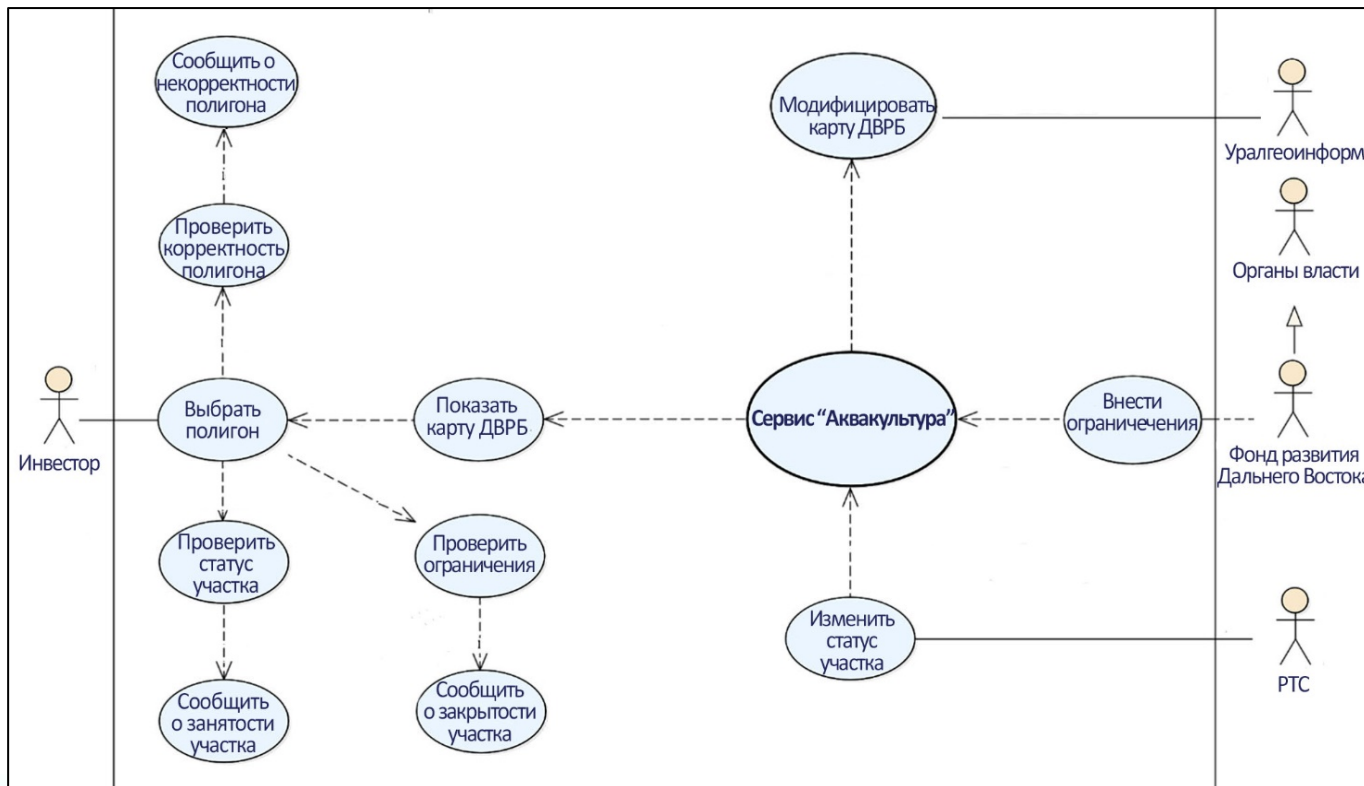 Сообщить о
некорректности
полигона
Модифицировать
карту ДВРБ
Уралгеоинформ
Проверить
корректность
полигона
Органы власти
Инвестор
Выбрать
полигон
Показать
карту ДВРБ
Сервис “Аквакультура”
Внести
ограничечения
Фонд развития
Дальнего Востока
Проверить
статус
участка
Проверить
ограничения
Изменить
статус
участка
РТС
Сообщить
о занятости
участка
Сообщить
о закрытости
участка